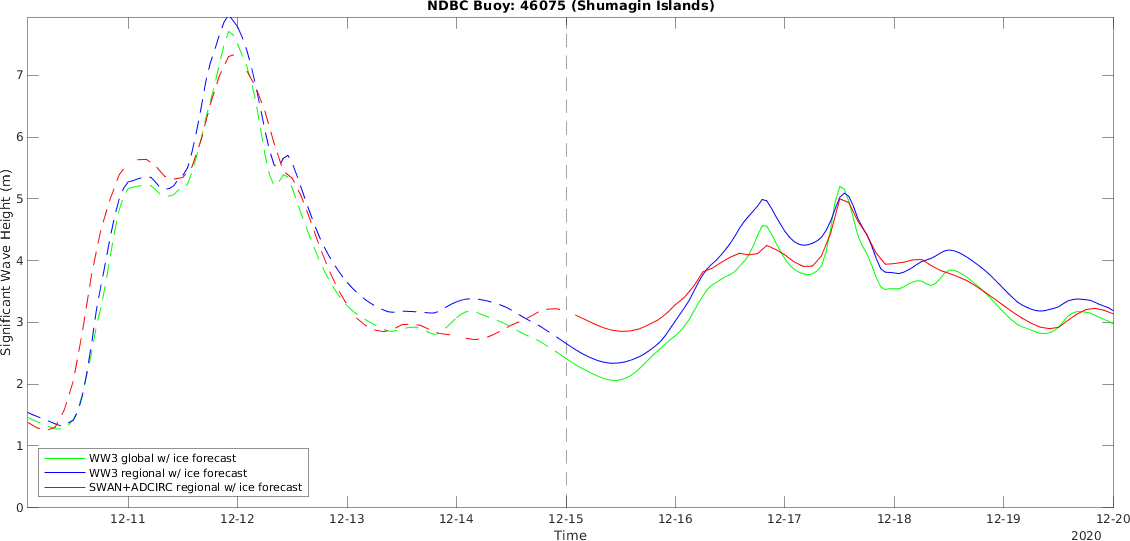 NDBC Buoy: 46075 (Shumagin Islands)
Significant Wave Height (m)
7
6
5
4
3
2
1
0
WW3 global w/ ice forecast
WW3 regional w/ ice forecast
SWAN+ADCIRC regional w/ ice forecast
12-11 12-12 12-13 12-14 12-15 12-16 12-17 12-18 12-19 12-20
Time
2020